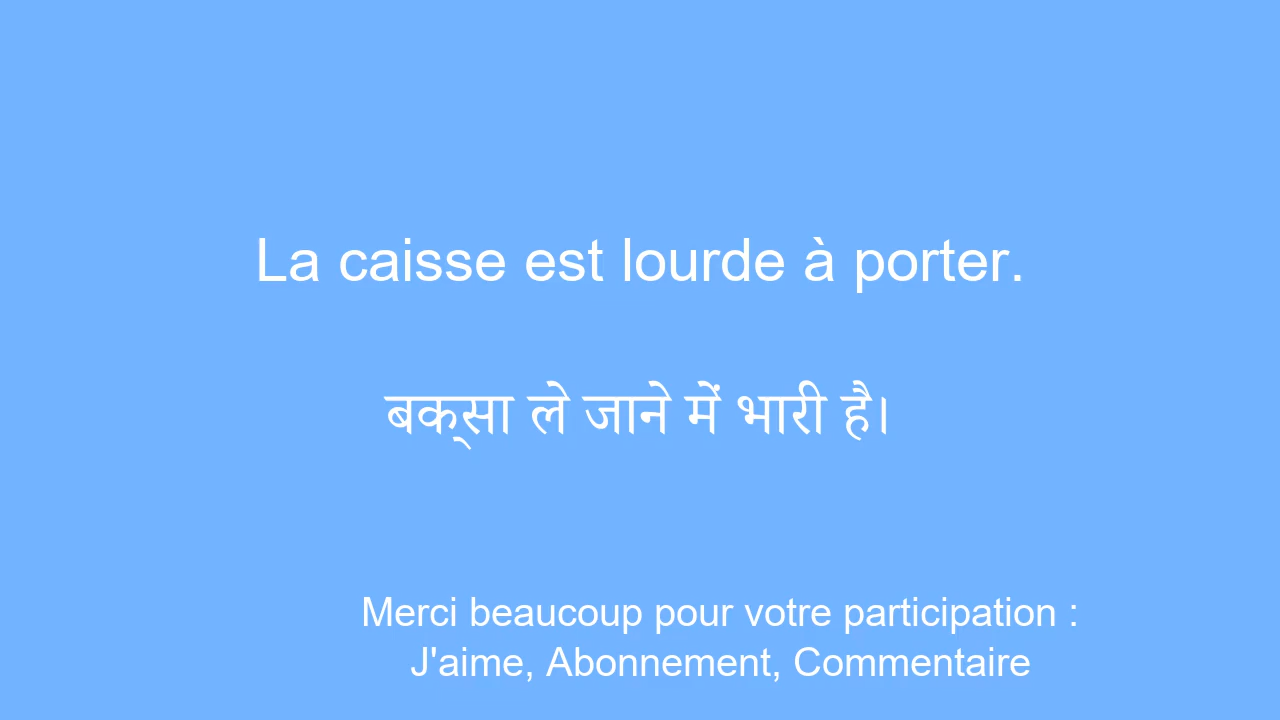 La caisse est lourde à porter.
बक्सा ले जाने में भारी है।
Merci beaucoup pour votre participation :
J'aime, Abonnement, Commentaire